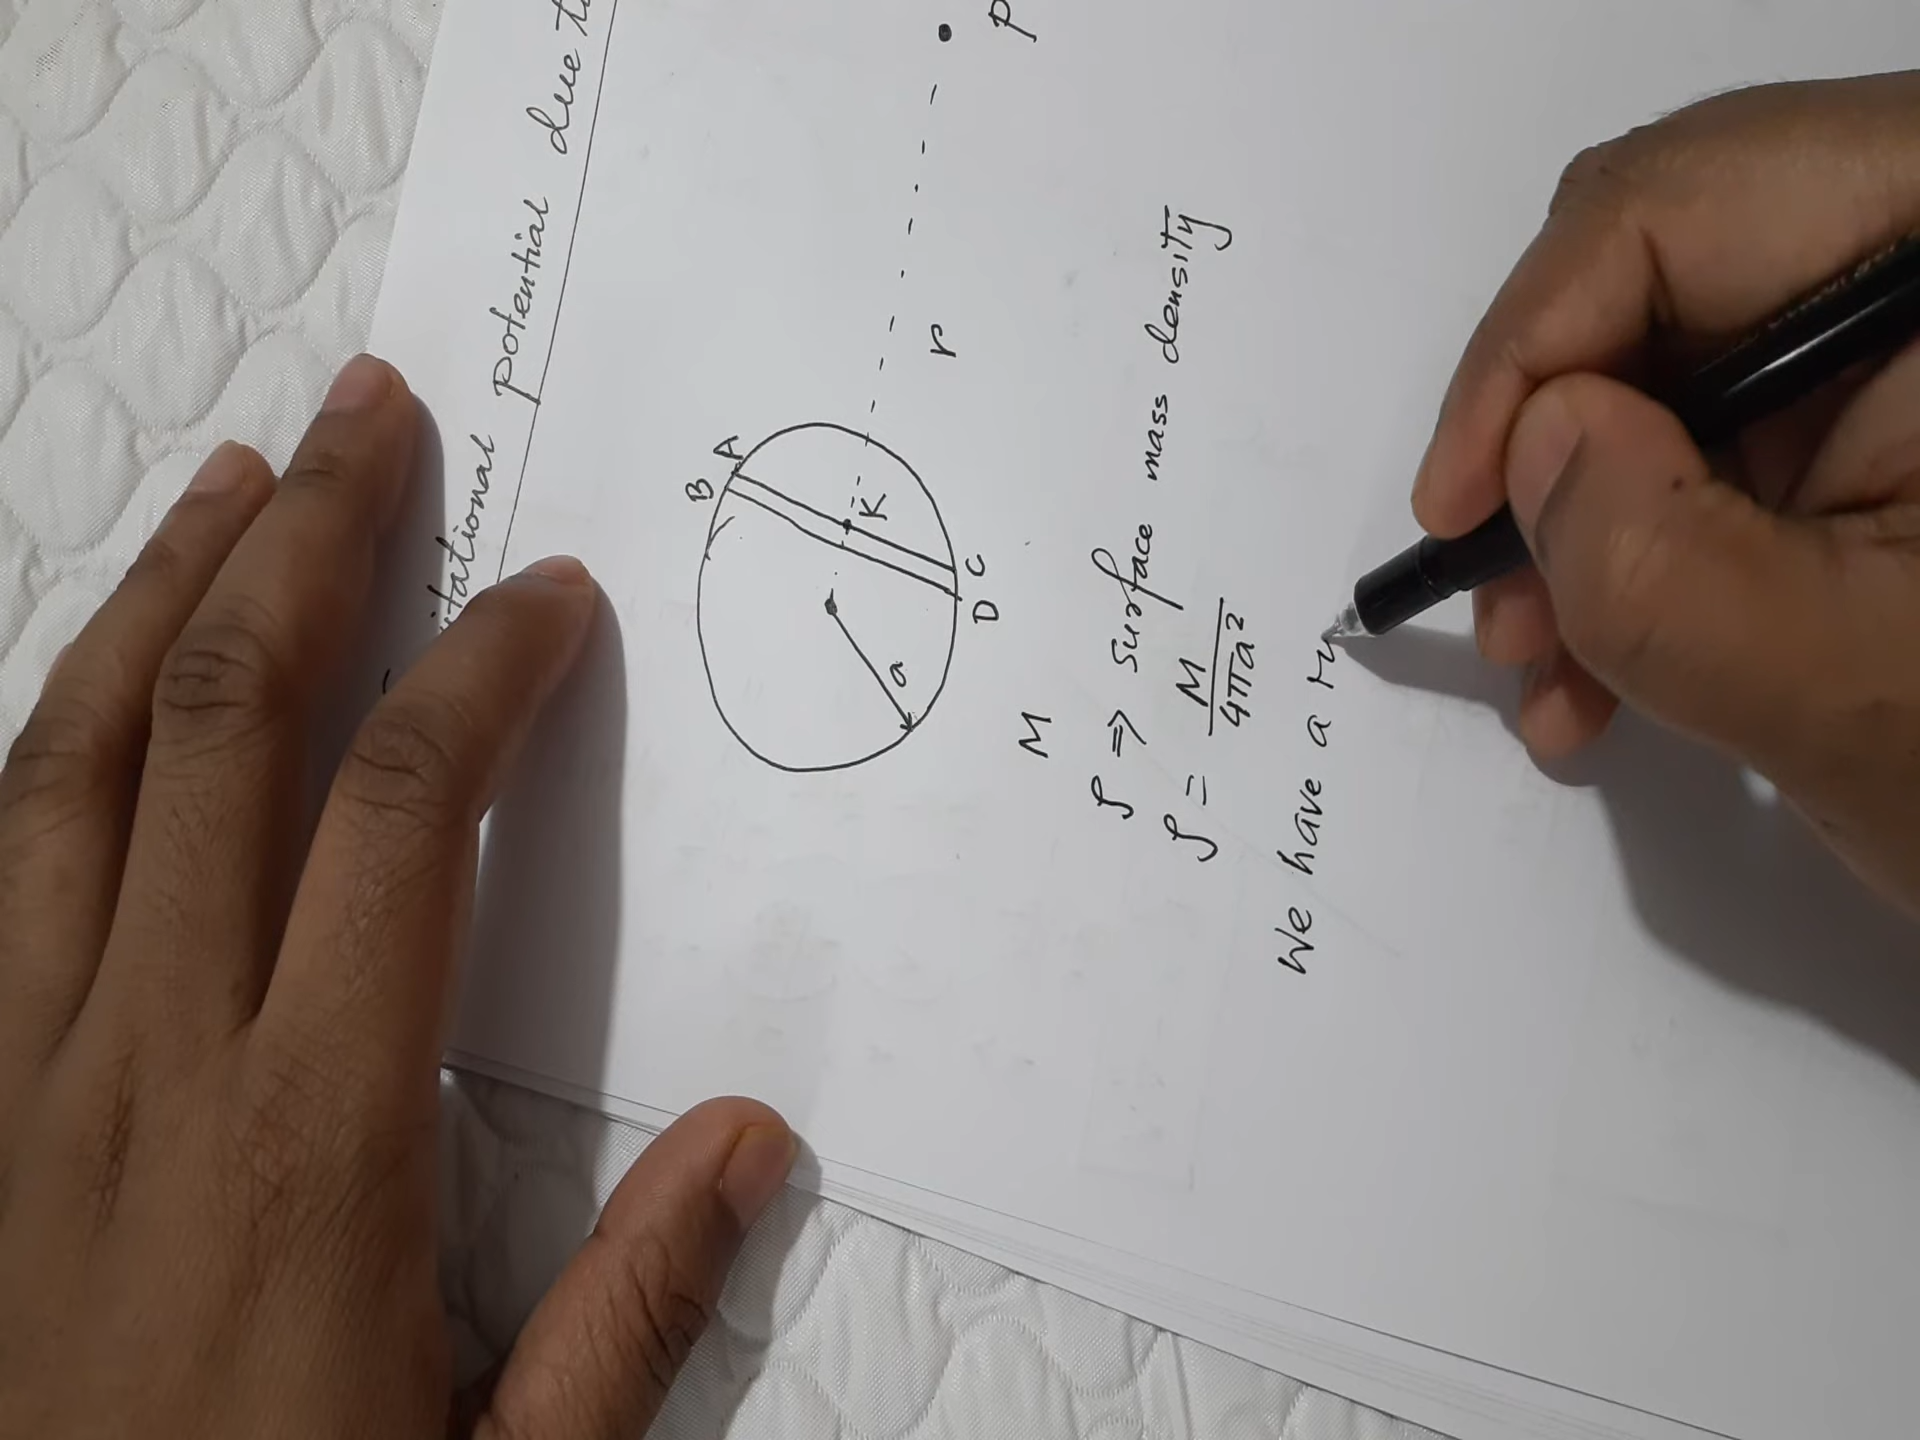 potential due
B A
K
C
D
a
r
P
M
ρ ⇒ surface mass density
ρ = M/4πa²
We have a